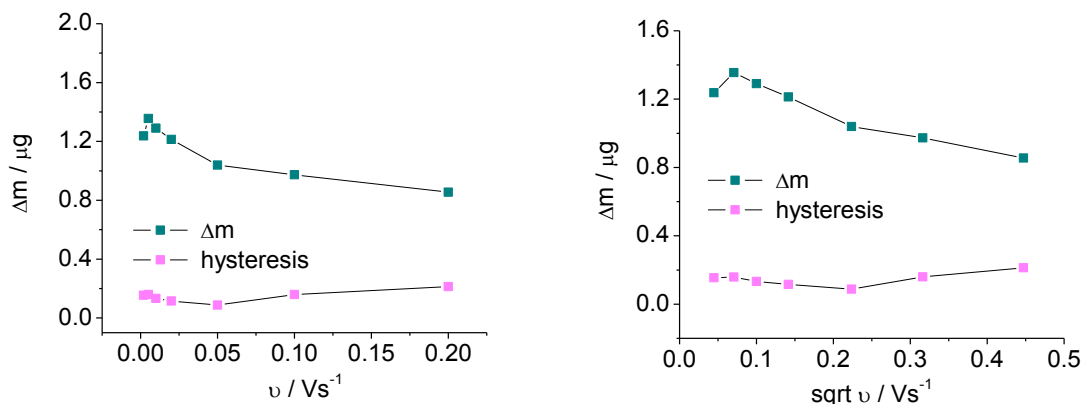 2.0
1.6
1.2
0.8
0.4
0.0
Δm / μg
Δm
hysteresis
0.00 0.05 0.10 0.15 0.20
υ / Vs⁻¹
1.6
1.2
0.8
0.4
0.0
Δm / μg
Δm
hysteresis
0.0 0.1 0.2 0.3 0.4 0.5
sqrt υ / Vs⁻¹